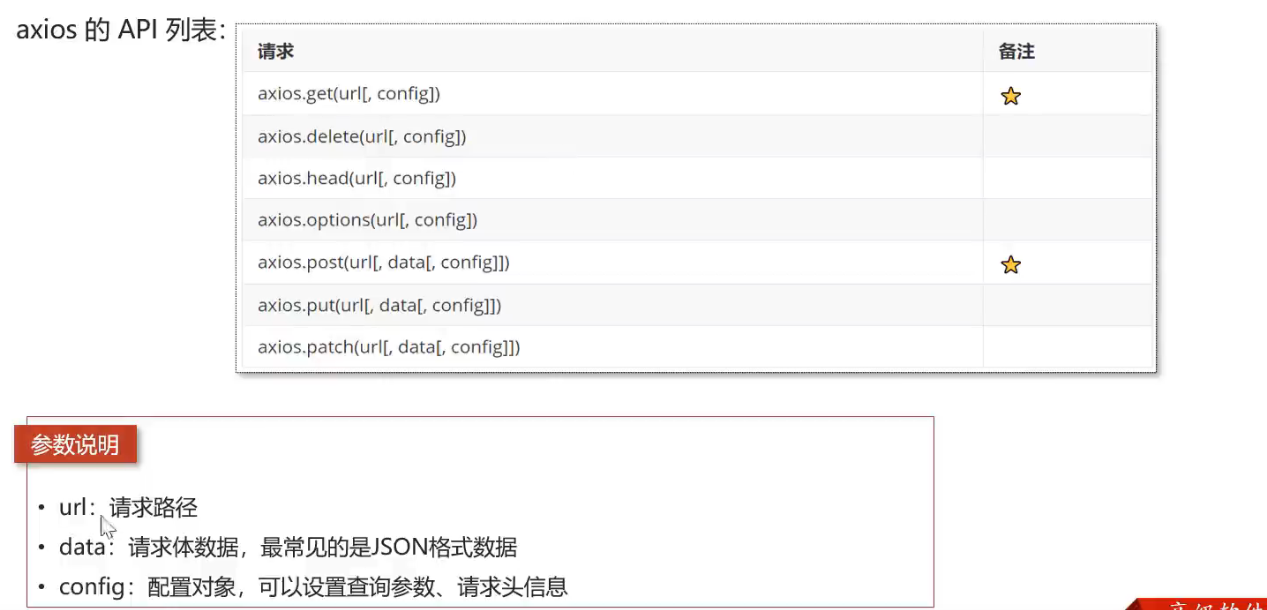 axios 的 API 列表：
请求 备注
axios.get(url[, config])
axios.delete(url[, config])
axios.head(url[, config])
axios.options(url[, config])
axios.post(url[, data[, config]])
axios.put(url[, data[, config]])
axios.patch(url[, data[, config]])
参数说明
• url：请求路径
• data：请求体数据，最常见的是JSON格式数据
• config：配置对象，可以设置查询参数、请求头信息